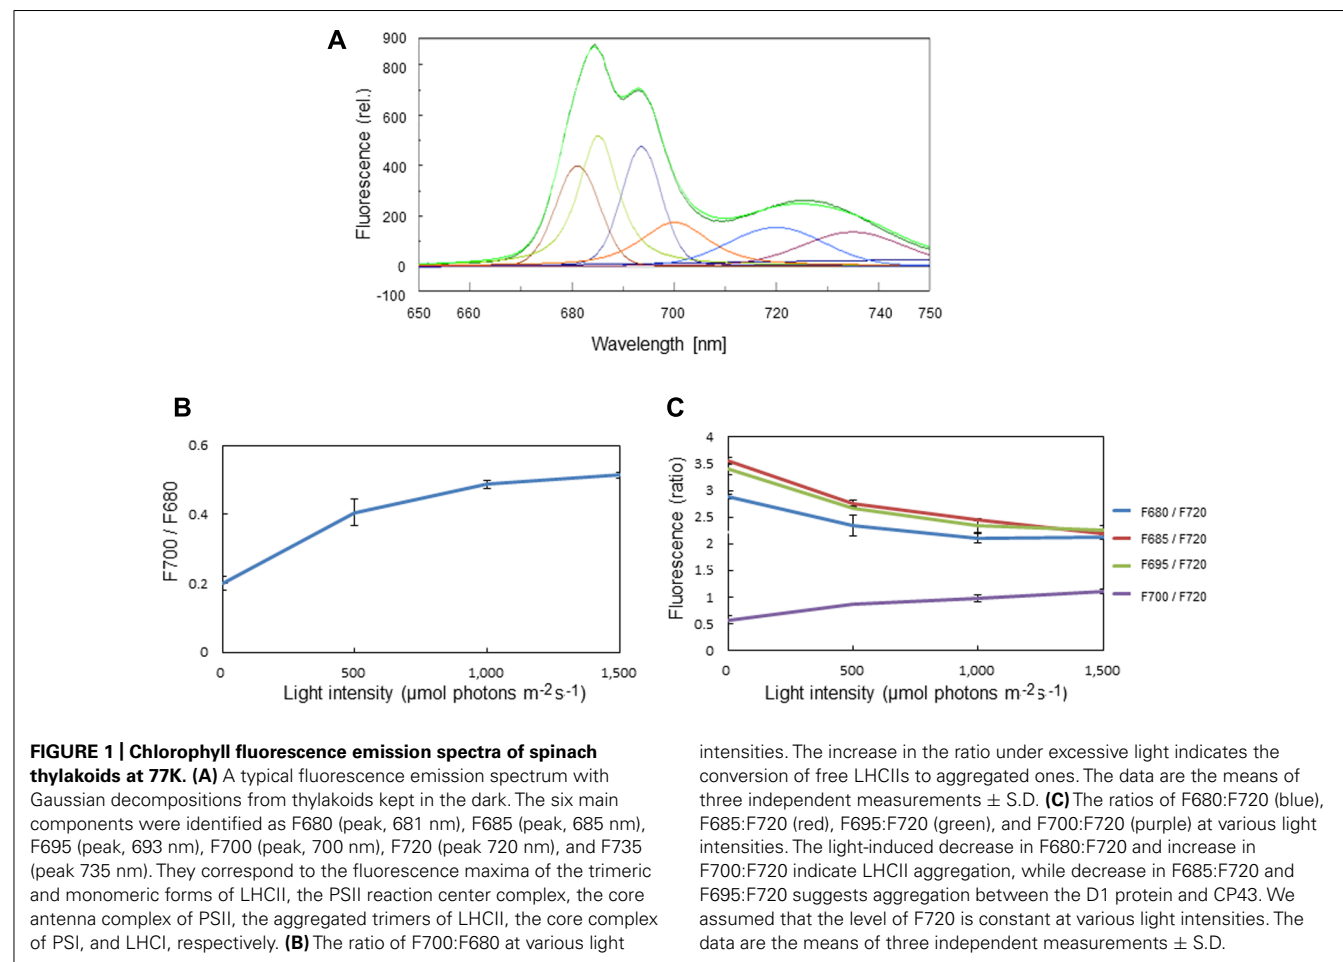 A
900
800
600
400
200
0
-100
Fluorescence (rel.)
650 660 680 700 720 740 750
Wavelength [nm]
B
0.6
0.4
0.2
0
F700 / F680
0 500 1,000 1,500
Light intensity (µmol photons m-2 s-1)
C
4
3.5
3
2.5
2
1.5
1
0.5
0
Fluorescence (ratio)
0 500 1,000 1,500
Light intensity (µmol photons m-2 s-1)
F680 / F720
F685 / F720
F695 / F720
F700 / F720
FIGURE 1 | Chlorophyll fluorescence emission spectra of spinach
thylakoids at 77K. (A) A typical fluorescence emission spectrum with
Gaussian decompositions from thylakoids kept in the dark. The six main
components were identified as F680 (peak, 681 nm), F685 (peak, 685 nm),
F695 (peak, 693 nm), F700 (peak, 700 nm), F720 (peak 720 nm), and F735
(peak 735 nm). They correspond to the fluorescence maxima of the trimeric
and monomeric forms of LHCII, the PSII reaction center complex, the core
antenna complex of PSII, the aggregated trimers of LHCII, the core complex
of PSI, and LHCI, respectively. (B) The ratio of F700:F680 at various light
intensities. The increase in the ratio under excessive light indicates the
conversion of free LHCIIs to aggregated ones. The data are the means of
three independent measurements ± S.D. (C) The ratios of F680:F720 (blue),
F685:F720 (red), F695:F720 (green), and F700:F720 (purple) at various light
intensities. The light-induced decrease in F680:F720 and increase in
F700:F720 indicate LHCII aggregation, while decrease in F685:F720 and
F695:F720 suggests aggregation between the D1 protein and CP43. We
assumed that the level of F720 is constant at various light intensities. The
data are the means of three independent measurements ± S.D.